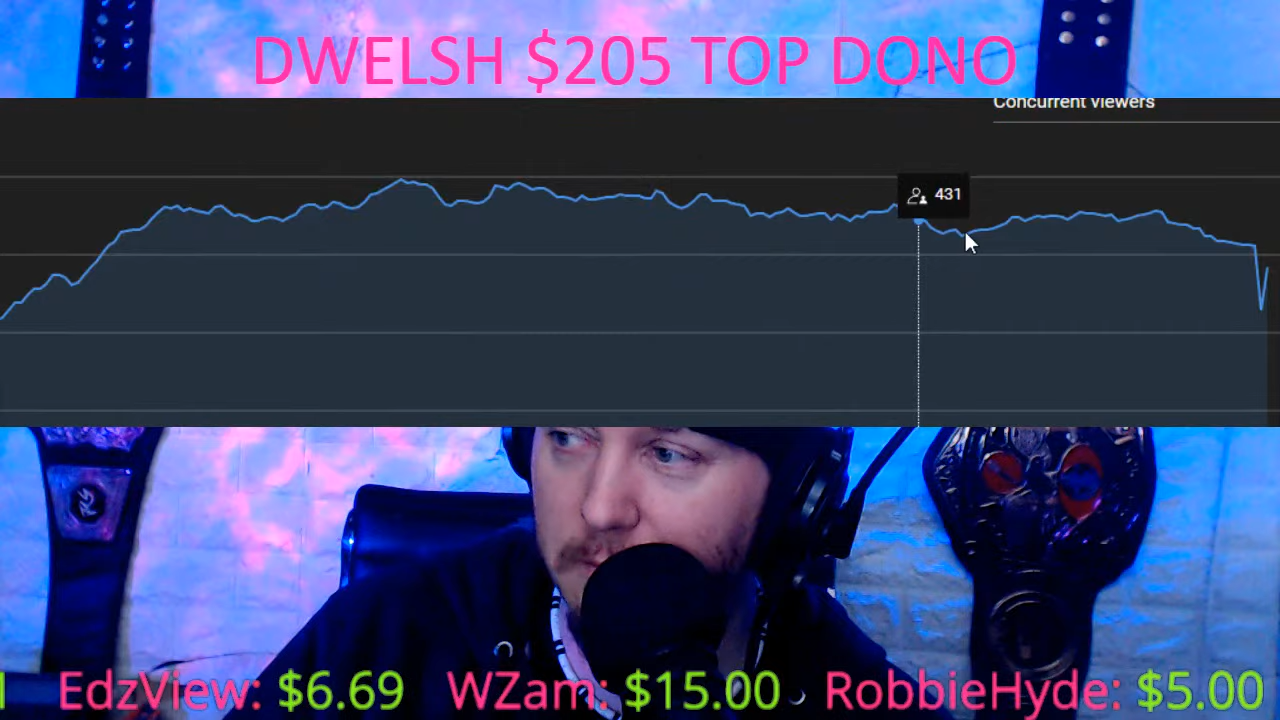 DWELSH $205 TOP DONO
Concurrent viewers
431
EdzView: $6.69 WZam: $15.00 RobbieHyde: $5.00